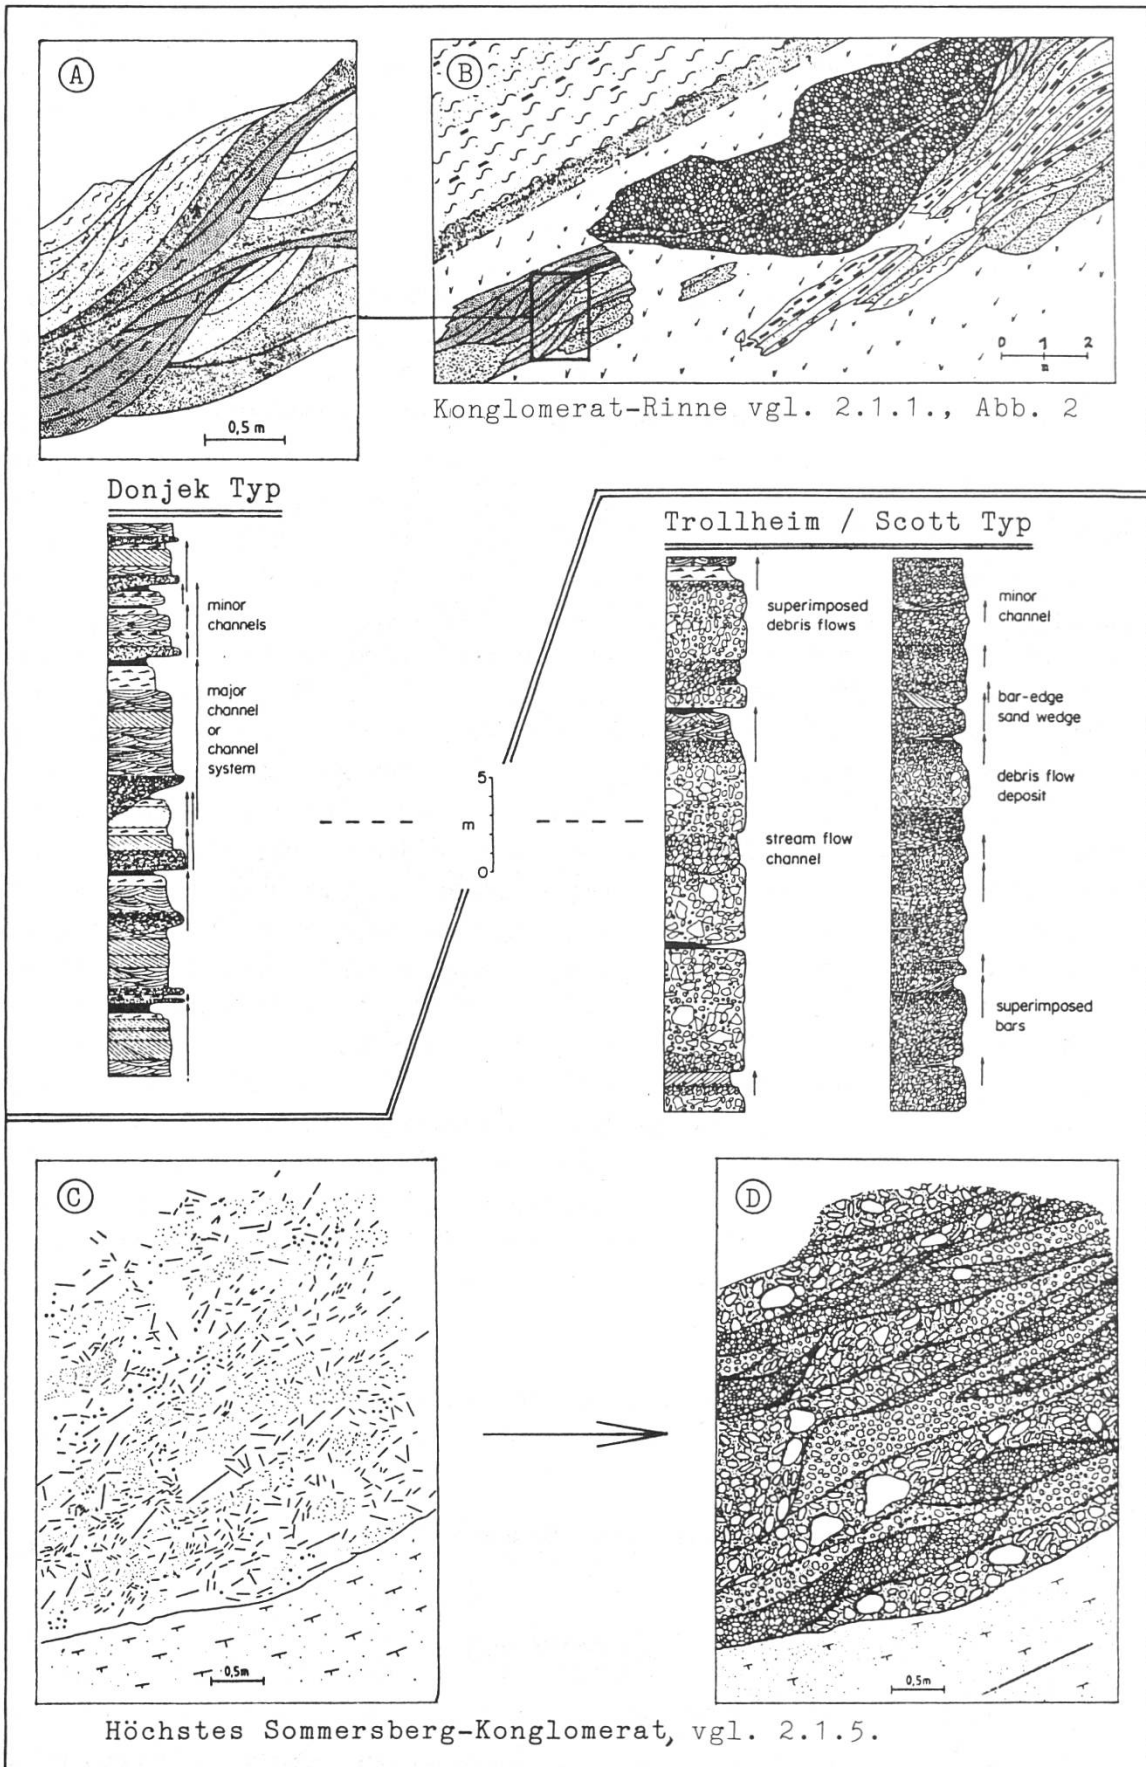 A
B
0 1 2
m
0,5 m
Konglomerat-Rinne vgl. 2.1.1., Abb. 2
Donjek Typ
minor
channels
major
channel
or
channel
system
5
m
0
Trollheim / Scott Typ
superimposed
debris flows
stream flow
channel
minor
channel
bar-edge
sand wedge
debris flow
deposit
superimposed
bars
C
0,5m
D
0,5m
Höchstes Sommersberg-Konglomerat, vgl. 2.1.5.